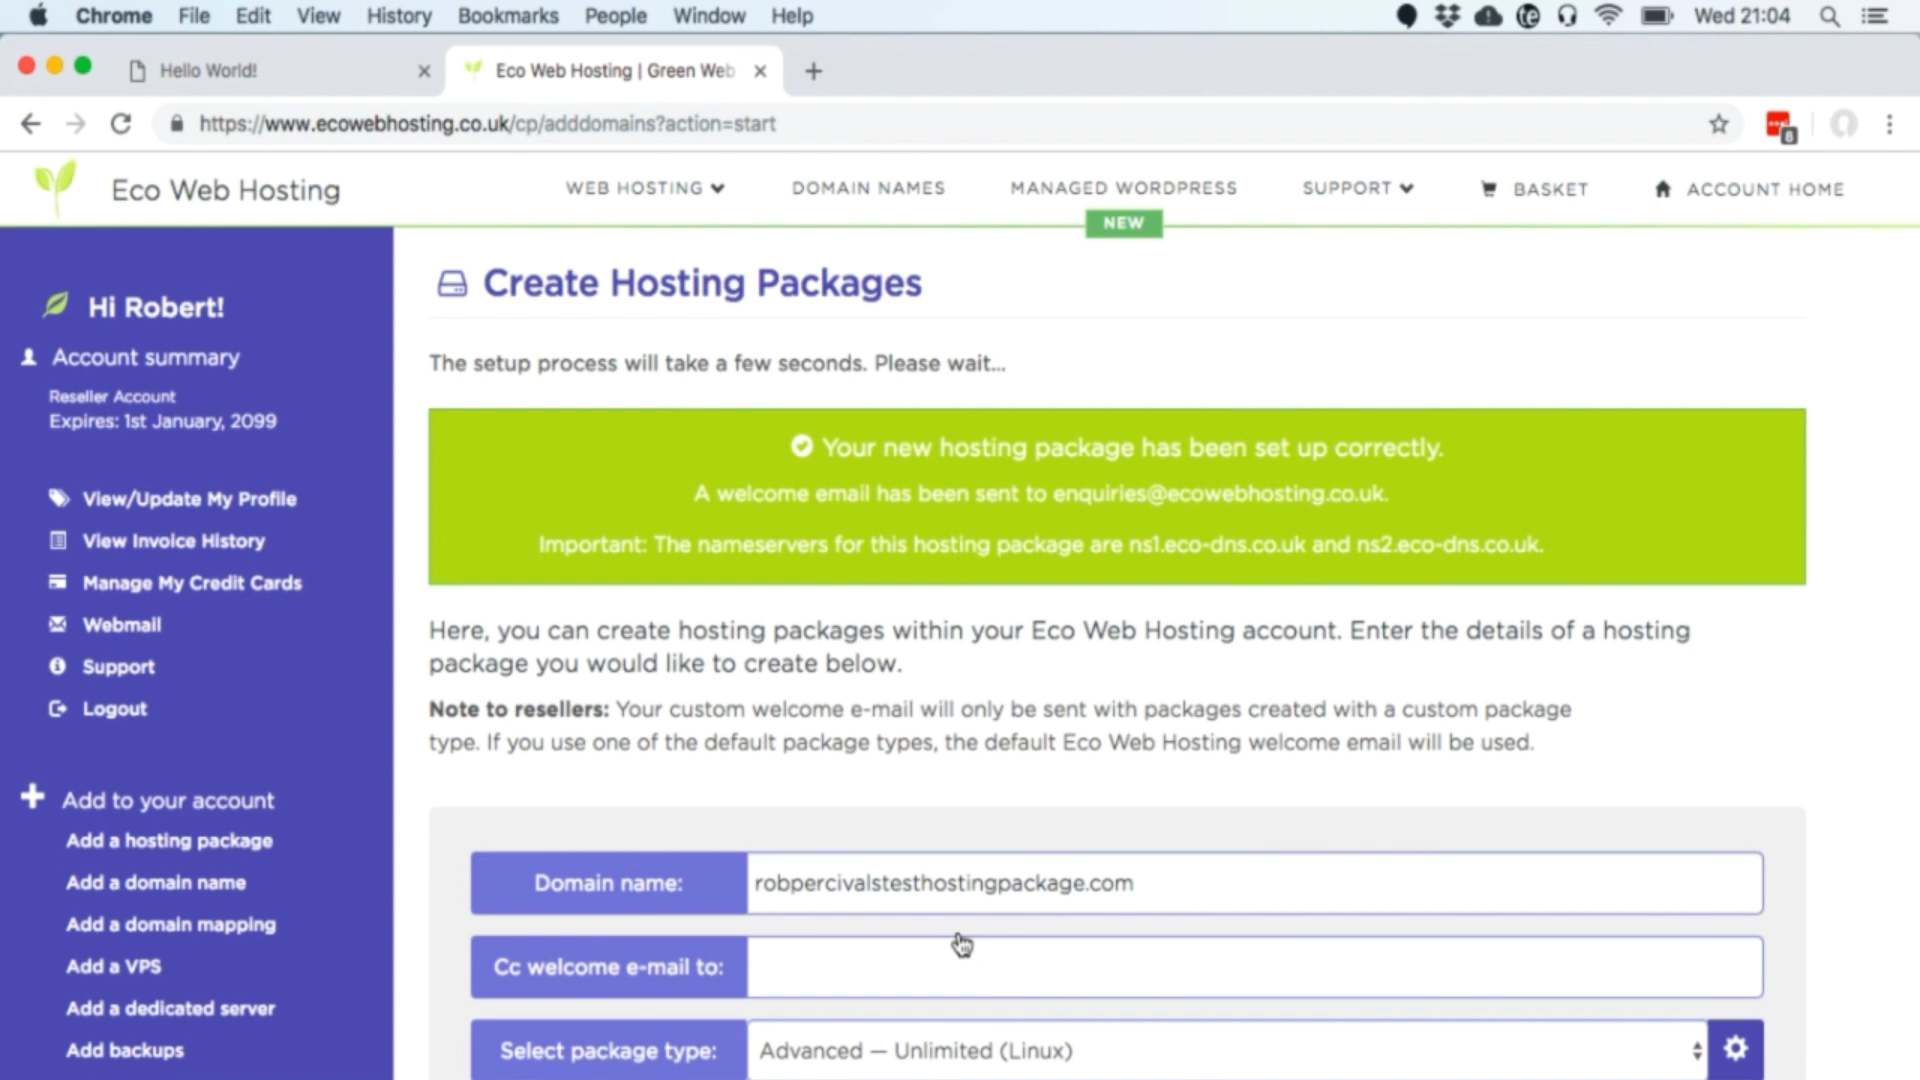 Chrome File Edit View History Bookmarks People Window Help Wed 21:04
Hello World! Eco Web Hosting | Green Web
https://www.ecowebhosting.co.uk/cp/adddomains?action=start
Eco Web Hosting WEB HOSTING DOMAIN NAMES MANAGED WORDPRESS SUPPORT BASKET ACCOUNT HOME
NEW
Hi Robert!
Account summary
Reseller Account
Expires: 1st January, 2099
View/Update My Profile
View Invoice History
Manage My Credit Cards
Webmail
Support
Logout
Add to your account
Add a hosting package
Add a domain name
Add a domain mapping
Add a VPS
Add a dedicated server
Add backups
Create Hosting Packages
The setup process will take a few seconds. Please wait...
Your new hosting package has been set up correctly.
A welcome email has been sent to enquiries@ecowebhosting.co.uk.
Important: The nameservers for this hosting package are ns1.eco-dns.co.uk and ns2.eco-dns.co.uk.
Here, you can create hosting packages within your Eco Web Hosting account. Enter the details of a hosting
package you would like to create below.
Note to resellers: Your custom welcome e-mail will only be sent with packages created with a custom package
type. If you use one of the default package types, the default Eco Web Hosting welcome email will be used.
Domain name: robpercivalstesthostingpackage.com
Cc welcome e-mail to:
Select package type: Advanced — Unlimited (Linux)